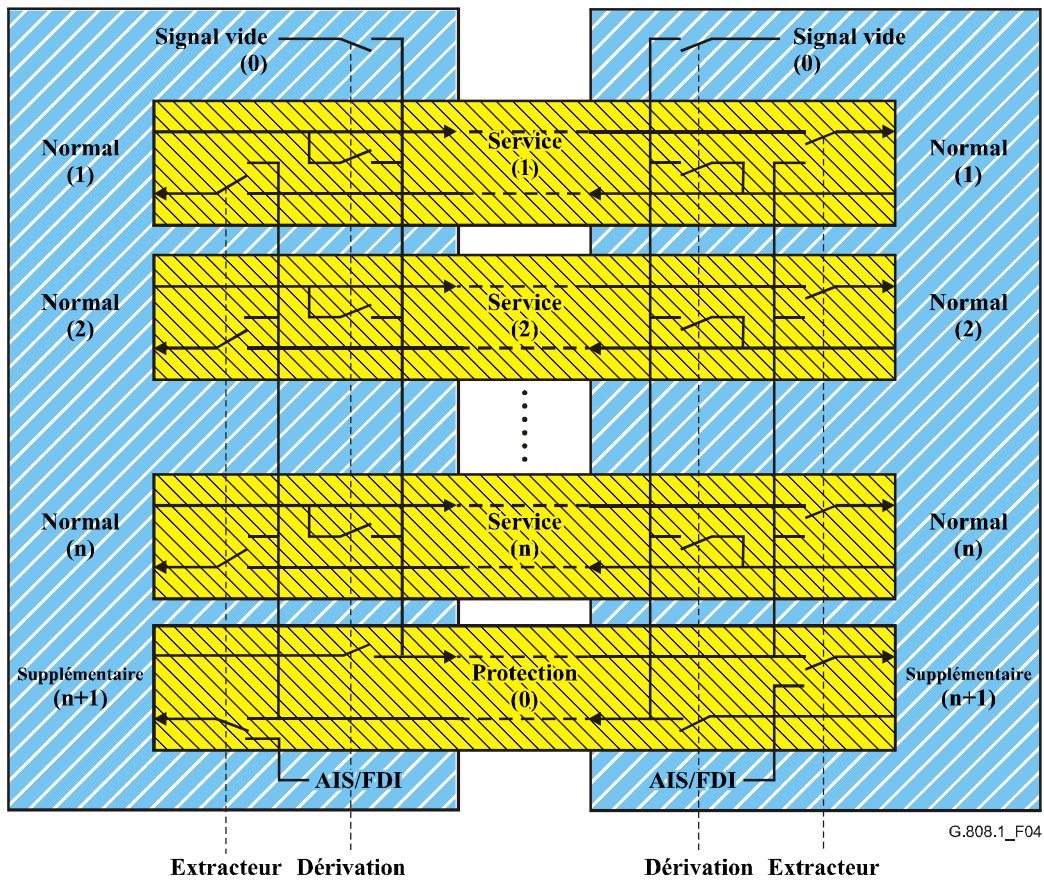 Signal vide
(0)
Signal vide
(0)
Normal
(1)
Service
(1)
Normal
(1)
Normal
(2)
Service
(2)
Normal
(2)
Normal
(n)
Service
(n)
Normal
(n)
Supplémentaire
(n+1)
Protection
(0)
Supplémentaire
(n+1)
AIS/FDI
AIS/FDI
G.808.1_F04
Extracteur
Dérivation
Dérivation
Extracteur